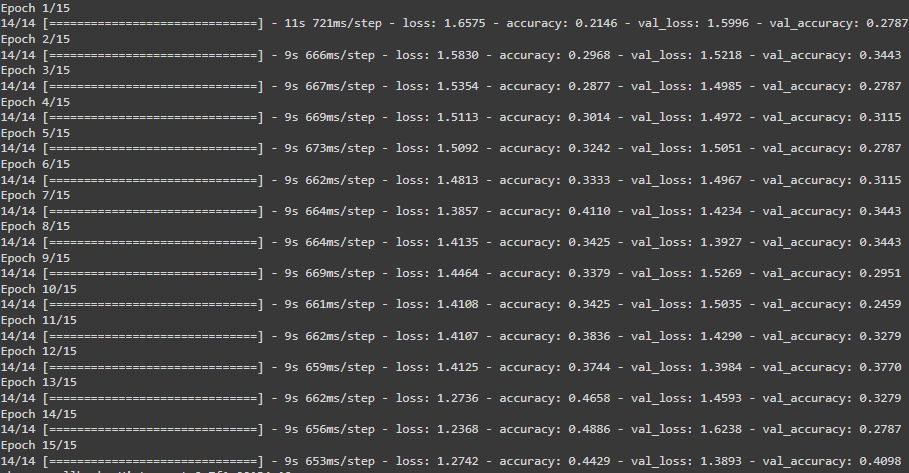 Epoch 1/15
14/14 [==============================] - 11s 721ms/step - loss: 1.6575 - accuracy: 0.2146 - val_loss: 1.5996 - val_accuracy: 0.2787
Epoch 2/15
14/14 [==============================] - 9s 666ms/step - loss: 1.5830 - accuracy: 0.2968 - val_loss: 1.5218 - val_accuracy: 0.3443
Epoch 3/15
14/14 [==============================] - 9s 667ms/step - loss: 1.5354 - accuracy: 0.2877 - val_loss: 1.4985 - val_accuracy: 0.2787
Epoch 4/15
14/14 [==============================] - 9s 669ms/step - loss: 1.5113 - accuracy: 0.3014 - val_loss: 1.4972 - val_accuracy: 0.3115
Epoch 5/15
14/14 [==============================] - 9s 673ms/step - loss: 1.5092 - accuracy: 0.3242 - val_loss: 1.5051 - val_accuracy: 0.2787
Epoch 6/15
14/14 [==============================] - 9s 662ms/step - loss: 1.4813 - accuracy: 0.3333 - val_loss: 1.4967 - val_accuracy: 0.3115
Epoch 7/15
14/14 [==============================] - 9s 664ms/step - loss: 1.3857 - accuracy: 0.4110 - val_loss: 1.4234 - val_accuracy: 0.3443
Epoch 8/15
14/14 [==============================] - 9s 664ms/step - loss: 1.4135 - accuracy: 0.3425 - val_loss: 1.3927 - val_accuracy: 0.3443
Epoch 9/15
14/14 [==============================] - 9s 669ms/step - loss: 1.4464 - accuracy: 0.3379 - val_loss: 1.5269 - val_accuracy: 0.2951
Epoch 10/15
14/14 [==============================] - 9s 661ms/step - loss: 1.4108 - accuracy: 0.3425 - val_loss: 1.5035 - val_accuracy: 0.2459
Epoch 11/15
14/14 [==============================] - 9s 662ms/step - loss: 1.4107 - accuracy: 0.3836 - val_loss: 1.4290 - val_accuracy: 0.3279
Epoch 12/15
14/14 [==============================] - 9s 659ms/step - loss: 1.4125 - accuracy: 0.3744 - val_loss: 1.3984 - val_accuracy: 0.3770
Epoch 13/15
14/14 [==============================] - 9s 662ms/step - loss: 1.2736 - accuracy: 0.4658 - val_loss: 1.4593 - val_accuracy: 0.3279
Epoch 14/15
14/14 [==============================] - 9s 656ms/step - loss: 1.2368 - accuracy: 0.4886 - val_loss: 1.6238 - val_accuracy: 0.2787
Epoch 15/15
14/14 [==============================] - 9s 653ms/step - loss: 1.2742 - accuracy: 0.4429 - val_loss: 1.3893 - val_accuracy: 0.4098